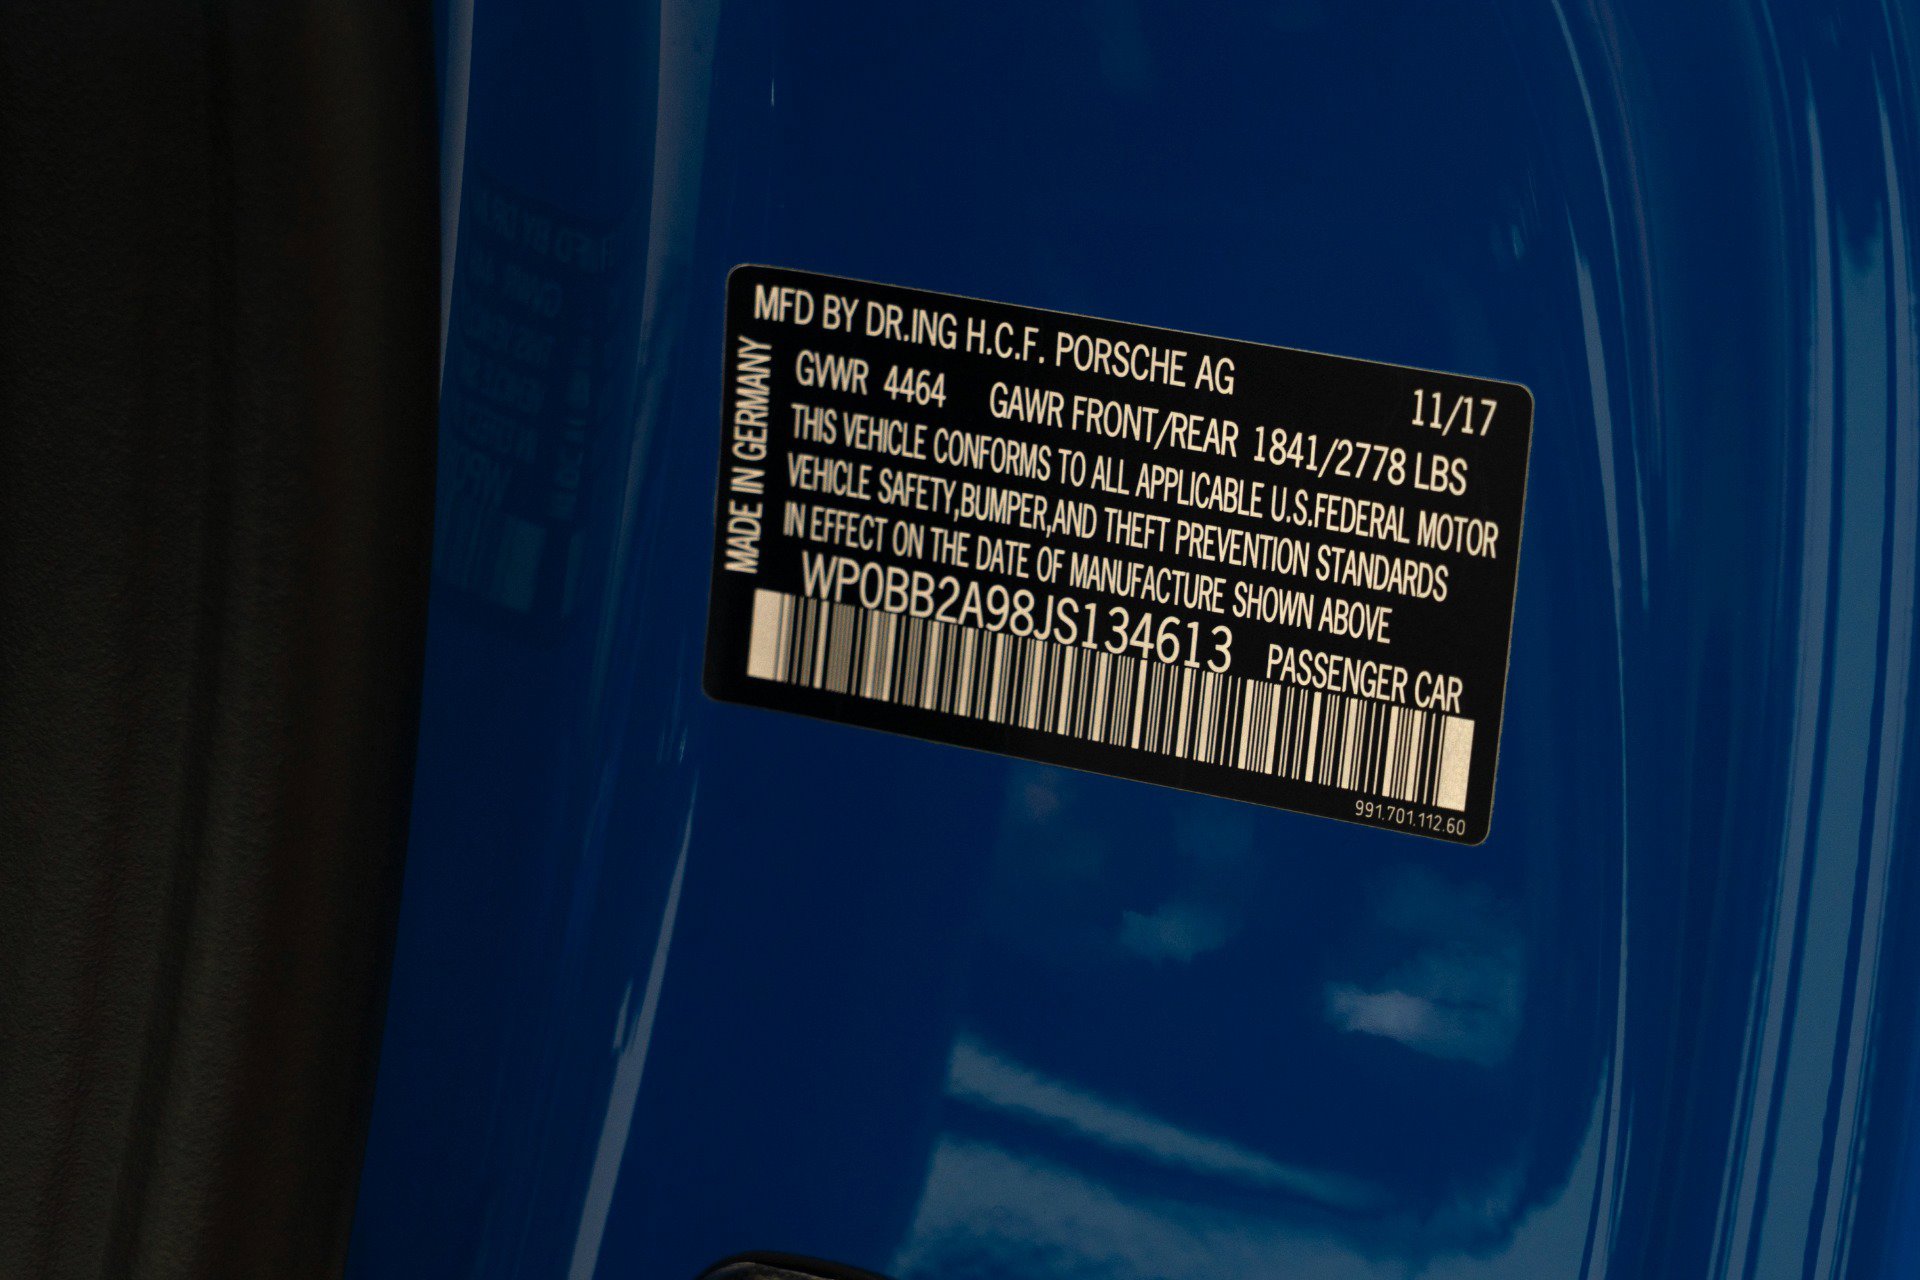 MFD BY DR.ING H.C.F. PORSCHE AG
11/17
GVWR 4464 GAWR FRONT/REAR 1841/2778 LBS
THIS VEHICLE CONFORMS TO ALL APPLICABLE U.S.FEDERAL MOTOR
VEHICLE SAFETY,BUMPER,AND THEFT PREVENTION STANDARDS
IN EFFECT ON THE DATE OF MANUFACTURE SHOWN ABOVE
WP0BB2A98JS134613 PASSENGER CAR
991.701.112.60
MADE IN GERMANY